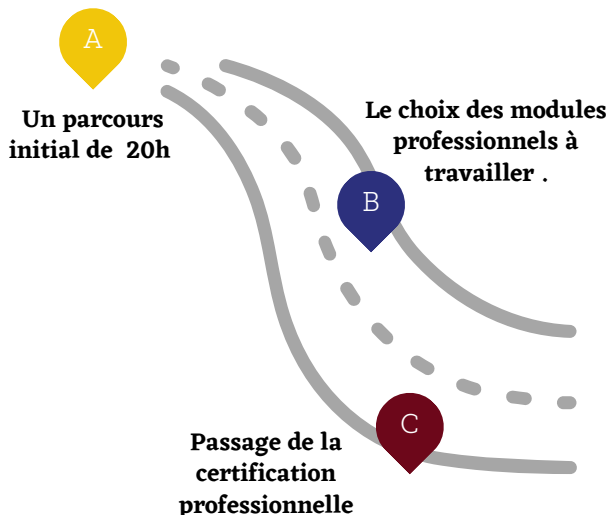 A
Un parcours
initial de 20h
Le choix des modules
professionnels à
travailler .
B
C
Passage de la
certification
professionnelle